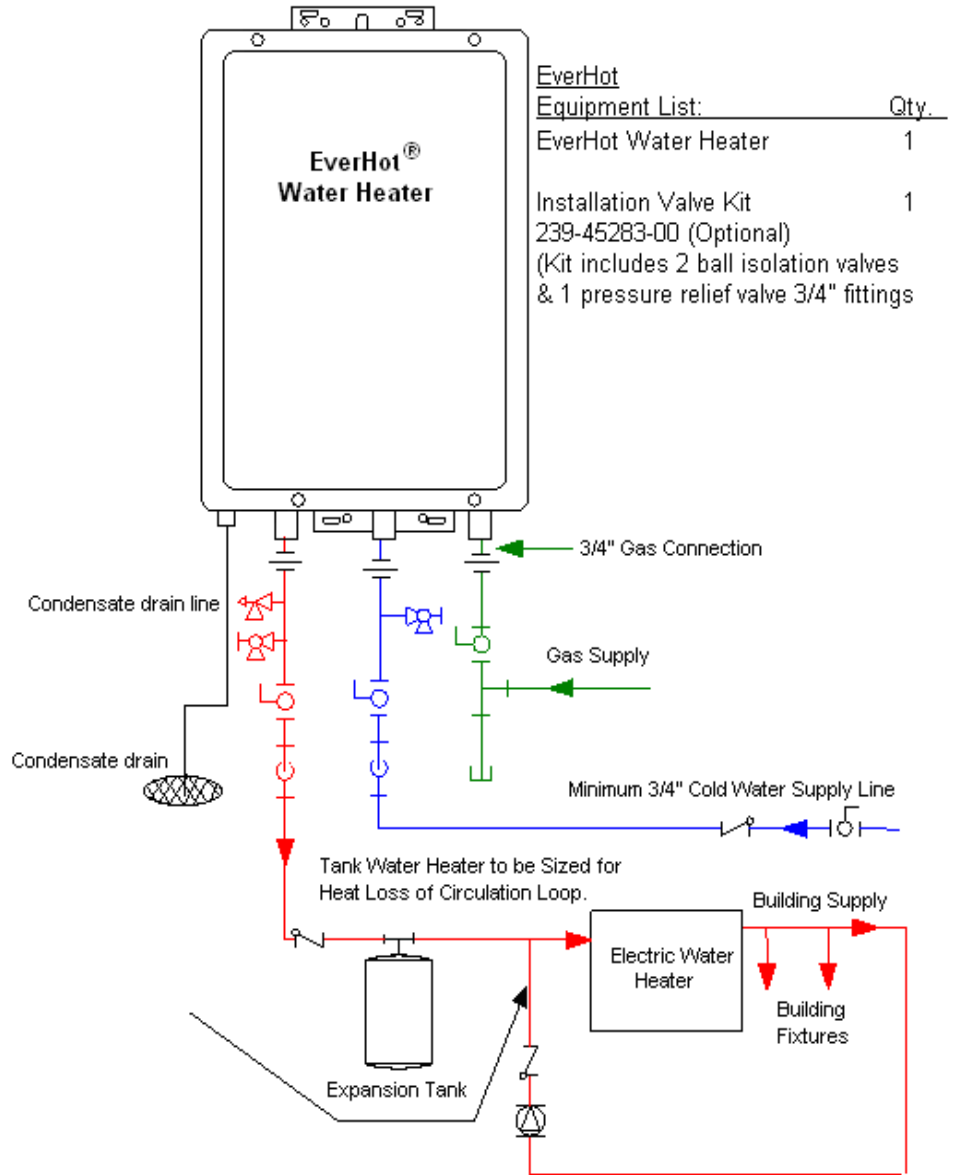 EverHot
Equipment List: Qty.
EverHot Water Heater 1
EverHot®
Water Heater
Installation Valve Kit 1
239-45283-00 (Optional)
(Kit includes 2 ball isolation valves
& 1 pressure relief valve 3/4" fittings
3/4" Gas Connection
Condensate drain line
Gas Supply
Condensate drain
Minimum 3/4" Cold Water Supply Line
Tank Water Heater to be Sized for
Heat Loss of Circulation Loop.
Building Supply
Electric Water
Heater
Building
Fixtures
Expansion Tank